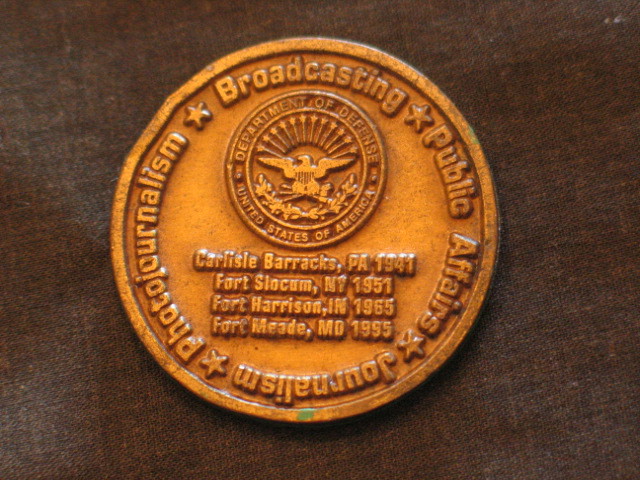 Broadcasting ★ Public Affairs ★ Journalism ★ Photojournalism ★
DEPARTMENT OF DEFENSE
UNITED STATES OF AMERICA
Carlisle Barracks, PA 1941
Fort Slocum, NY 1951
Fort Harrison, IN 1965
Fort Meade, MD 1995